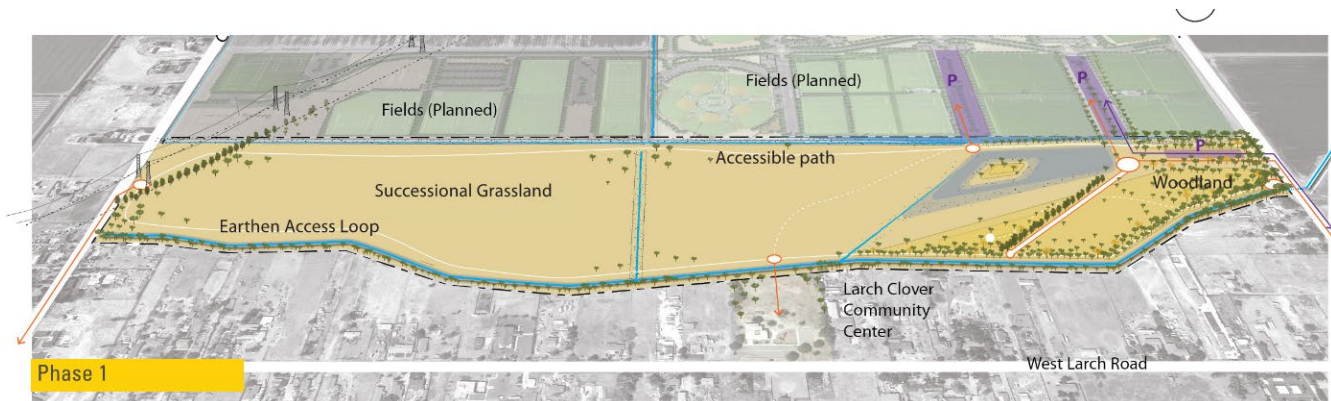 P
P
Fields (Planned)
Fields (Planned)
P
Accessible path
Woodland
Successional Grassland
Earthen Access Loop
Larch Clover
Community
Center
West Larch Road
Phase 1